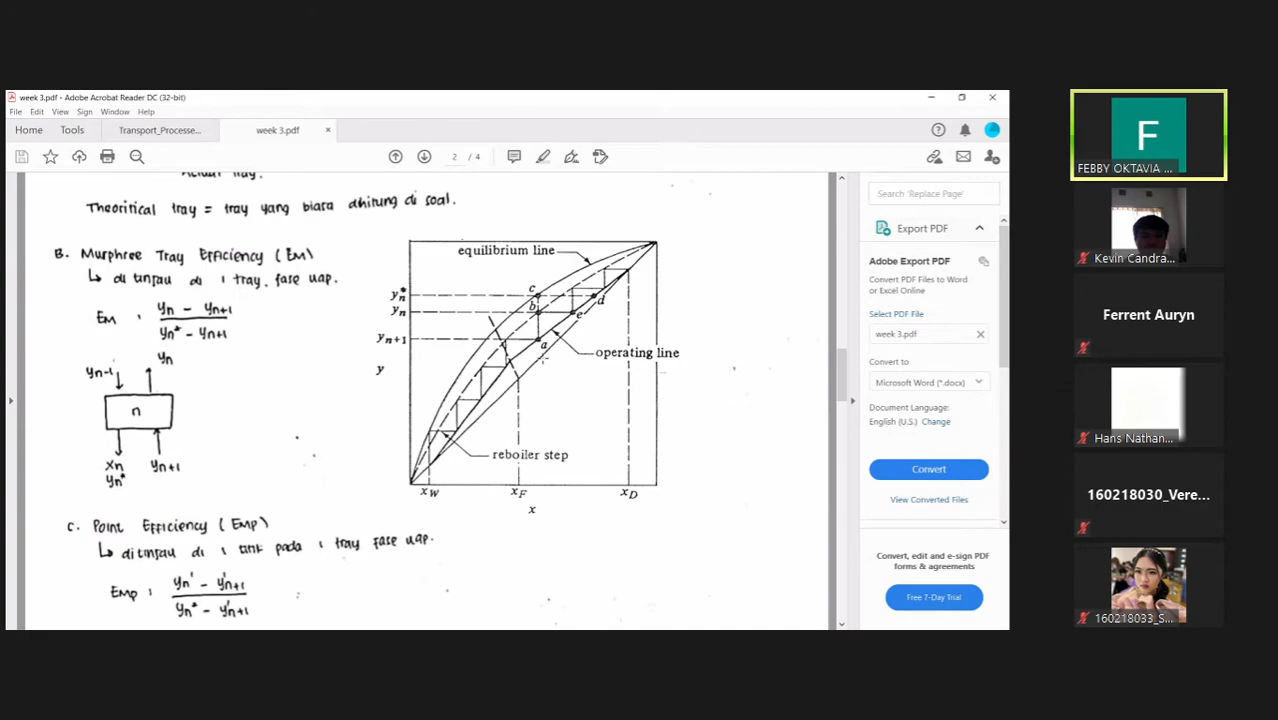 week 3.pdf - Adobe Acrobat Reader DC (32-bit)
File Edit View Sign Window Help
Home Tools Transport_Processe... week 3.pdf ×
2 / 4
Actual Tray.
Theoritical tray = tray yang biasa dihitung di soal.
B. Murphree Tray Efficiency (EM)
↳ di tinjau di 1 tray, fase uap.
EM : yn - yn+1
yn* - yn+1
yn
yn-1
n
xn yn+1
yn*
equilibrium line
yn*
yn
yn+1
y
c
b
d
e
a
operating line
reboiler step
xW xF xD
x
C. Point Efficiency (EMP)
↳ ditinjau di 1 titik pada 1 tray fase uap.
EMP : yn' - y'n+1
yn* - y'n+1
Search 'Replace Page'
Export PDF
Adobe Export PDF
Convert PDF Files to Word
or Excel Online
Select PDF File
week 3.pdf
Convert to
Microsoft Word (*.docx)
Document Language:
English (U.S.) Change
Convert
View Converted Files
Convert, edit and e-sign PDF
forms & agreements
Free 7-Day Trial
F
FEBBY OKTAVIA ...
Kevin Candra...
Ferrent Auryn
Hans Nathan...
160218030_Vere...
160218033_S...